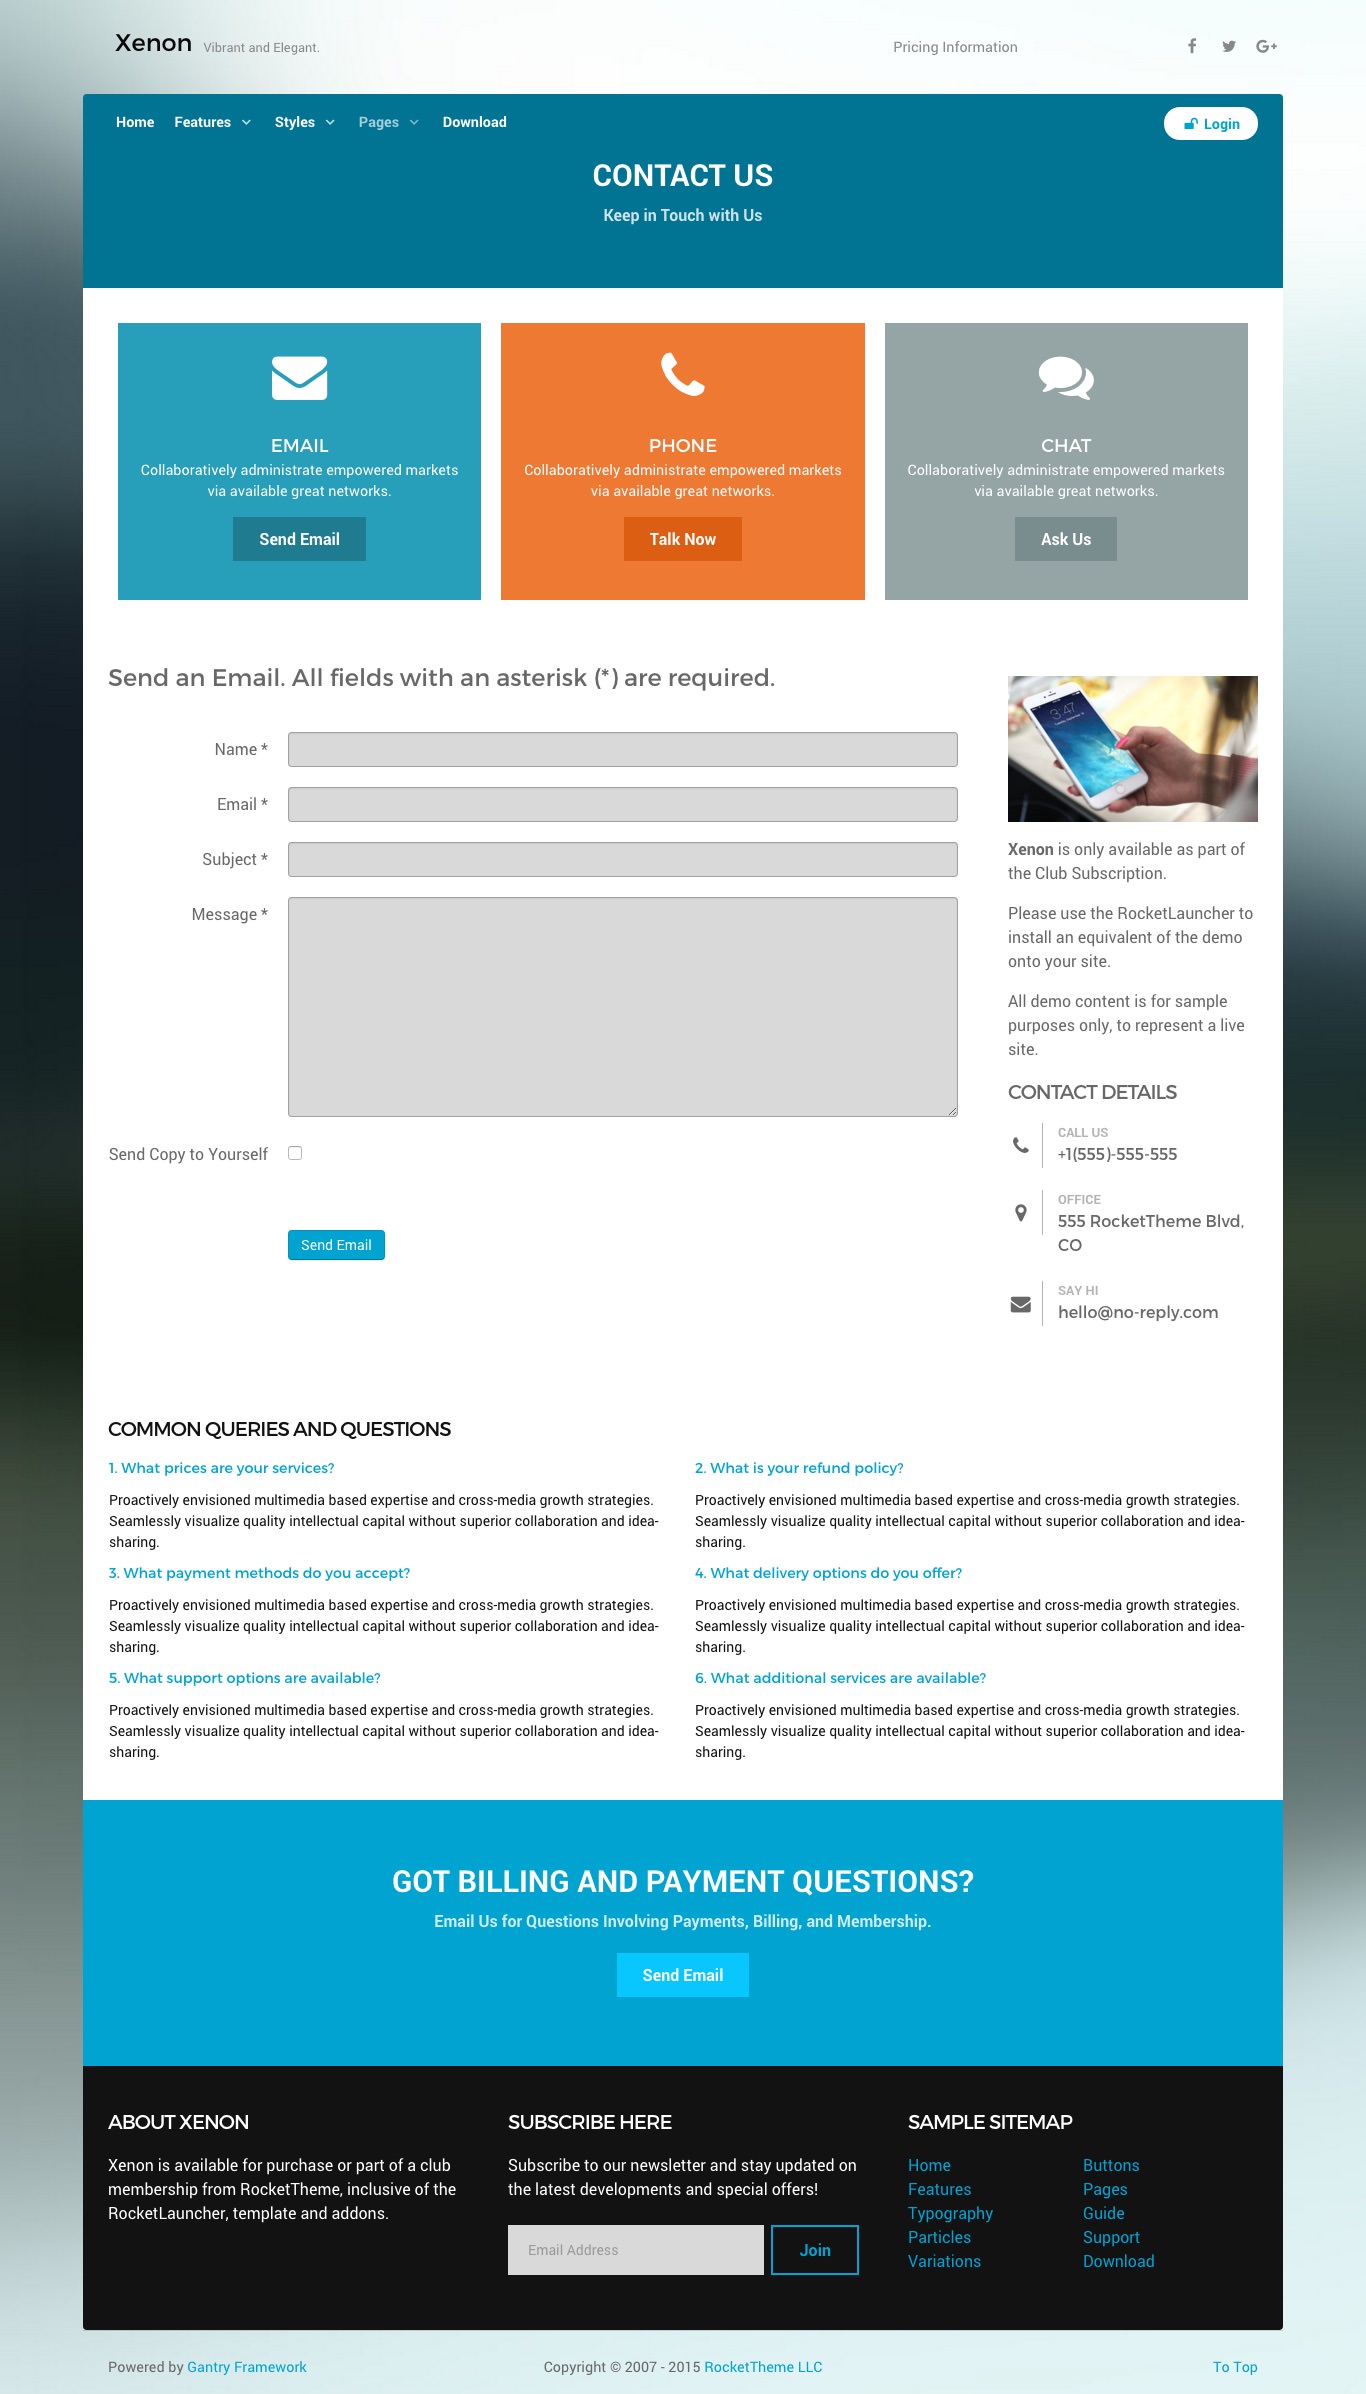 Xenon Vibrant and Elegant.
Pricing Information
Home Features Styles Pages Download
Login
CONTACT US
Keep in Touch with Us
EMAIL
Collaboratively administrate empowered markets
via available great networks.
Send Email
PHONE
Collaboratively administrate empowered markets
via available great networks.
Talk Now
CHAT
Collaboratively administrate empowered markets
via available great networks.
Ask Us
Send an Email. All fields with an asterisk (*) are required.
Name *
Email *
Subject *
Message *
Send Copy to Yourself
Send Email
3:47
Xenon is only available as part of
the Club Subscription.
Please use the RocketLauncher to
install an equivalent of the demo
onto your site.
All demo content is for sample
purposes only, to represent a live
site.
CONTACT DETAILS
CALL US
+1(555)-555-555
OFFICE
555 RocketTheme Blvd,
CO
SAY HI
hello@no-reply.com
COMMON QUERIES AND QUESTIONS
1. What prices are your services?
Proactively envisioned multimedia based expertise and cross-media growth strategies.
Seamlessly visualize quality intellectual capital without superior collaboration and idea-
sharing.
2. What is your refund policy?
Proactively envisioned multimedia based expertise and cross-media growth strategies.
Seamlessly visualize quality intellectual capital without superior collaboration and idea-
sharing.
3. What payment methods do you accept?
Proactively envisioned multimedia based expertise and cross-media growth strategies.
Seamlessly visualize quality intellectual capital without superior collaboration and idea-
sharing.
4. What delivery options do you offer?
Proactively envisioned multimedia based expertise and cross-media growth strategies.
Seamlessly visualize quality intellectual capital without superior collaboration and idea-
sharing.
5. What support options are available?
Proactively envisioned multimedia based expertise and cross-media growth strategies.
Seamlessly visualize quality intellectual capital without superior collaboration and idea-
sharing.
6. What additional services are available?
Proactively envisioned multimedia based expertise and cross-media growth strategies.
Seamlessly visualize quality intellectual capital without superior collaboration and idea-
sharing.
GOT BILLING AND PAYMENT QUESTIONS?
Email Us for Questions Involving Payments, Billing, and Membership.
Send Email
ABOUT XENON
Xenon is available for purchase or part of a club
membership from RocketTheme, inclusive of the
RocketLauncher, template and addons.
SUBSCRIBE HERE
Subscribe to our newsletter and stay updated on
the latest developments and special offers!
Email Address
Join
SAMPLE SITEMAP
Home
Features
Typography
Particles
Variations
Buttons
Pages
Guide
Support
Download
Powered by Gantry Framework
Copyright © 2007 - 2015 RocketTheme LLC
To Top